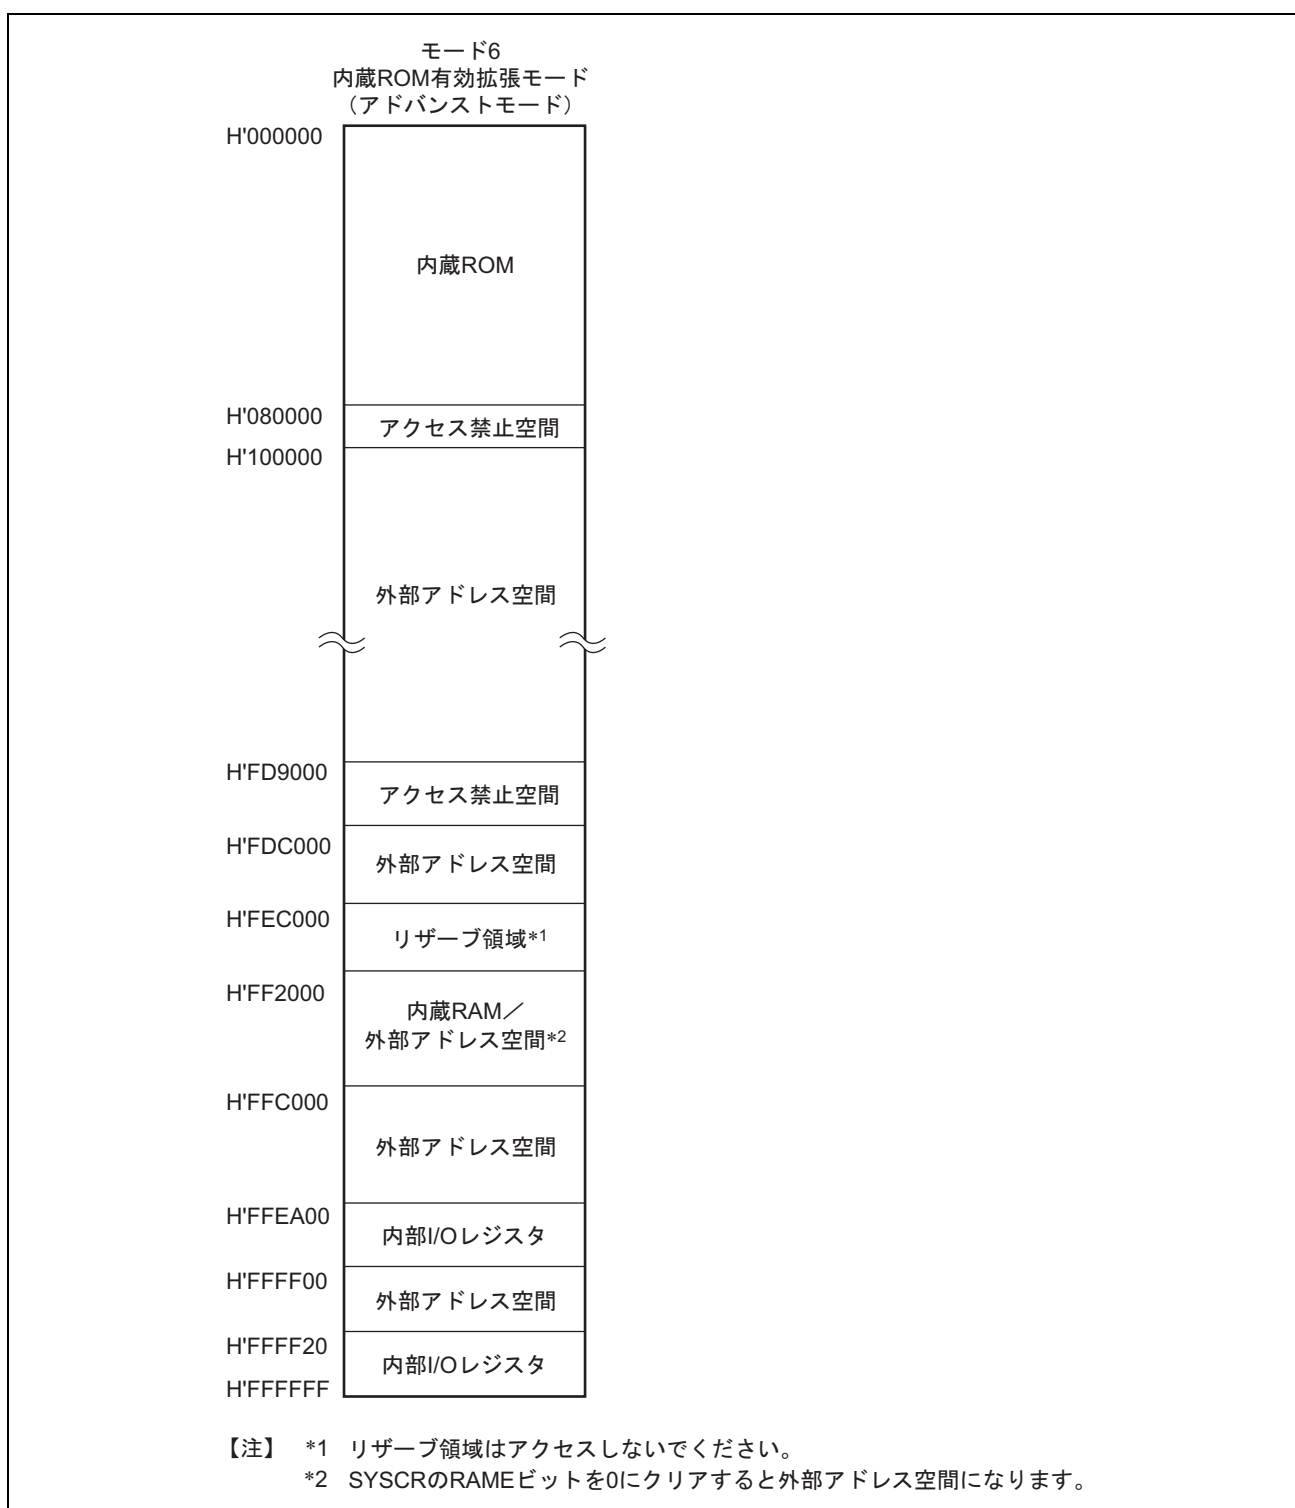 モード6
内蔵ROM有効拡張モード
（アドバンストモード）
H'000000
内蔵ROM
H'080000
アクセス禁止空間
H'100000
外部アドレス空間
H'FD9000
アクセス禁止空間
H'FDC000
外部アドレス空間
H'FEC000
リザーブ領域*1
H'FF2000
内蔵RAM／
外部アドレス空間*2
H'FFC000
外部アドレス空間
H'FFEA00
内部I/Oレジスタ
H'FFFF00
外部アドレス空間
H'FFFF20
内部I/Oレジスタ
H'FFFFFF
【注】 *1 リザーブ領域はアクセスしないでください。
*2 SYSCRのRAMEビットを0にクリアすると外部アドレス空間になります。